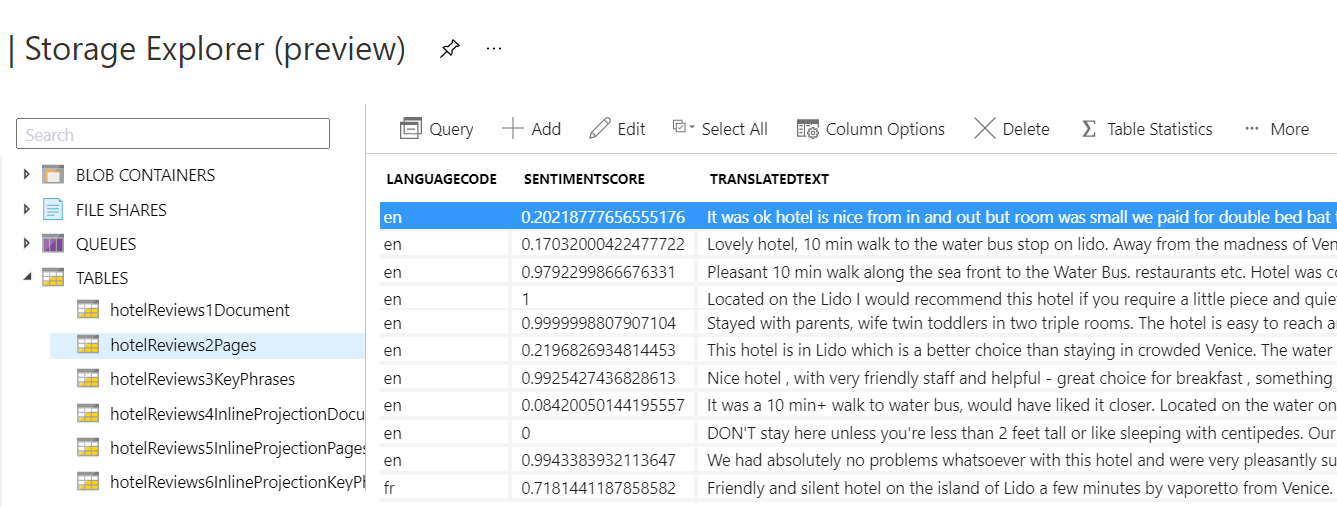 | Storage Explorer (preview) ...
Search
Query Add Edit Select All Column Options Delete Σ Table Statistics ... More
BLOB CONTAINERS
FILE SHARES
QUEUES
TABLES
hotelReviews1Document
hotelReviews2Pages
hotelReviews3KeyPhrases
hotelReviews4InlineProjectionDocu
hotelReviews5InlineProjectionPages
hotelReviews6InlineProjectionKeyPh
LANGUAGECODE SENTIMENTSCORE TRANSLATEDTEXT
en 0.20218777656555176 It was ok hotel is nice from in and out but room was small we paid for double bed bat
en 0.17032000422477722 Lovely hotel, 10 min walk to the water bus stop on lido. Away from the madness of Ven
en 0.9792299866676331 Pleasant 10 min walk along the sea front to the Water Bus. restaurants etc. Hotel was co
en 1 Located on the Lido I would recommend this hotel if you require a little piece and quie
en 0.9999998807907104 Stayed with parents, wife twin toddlers in two triple rooms. The hotel is easy to reach a
en 0.2196826934814453 This hotel is in Lido which is a better choice than staying in crowded Venice. The water
en 0.9925427436828613 Nice hotel , with very friendly staff and helpful - great choice for breakfast , something
en 0.08420050144195557 It was a 10 min+ walk to water bus, would have liked it closer. Located on the water on
en 0 DON'T stay here unless you're less than 2 feet tall or like sleeping with centipedes. Our
en 0.9943383932113647 We had absolutely no problems whatsoever with this hotel and were very pleasantly su
fr 0.7181441187858582 Friendly and silent hotel on the island of Lido a few minutes by vaporetto from Venice.